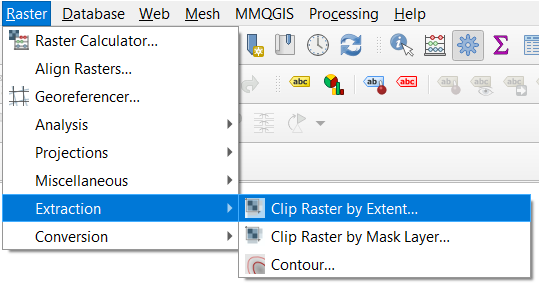 Raster Database Web Mesh MMQGIS Processing Help
Raster Calculator...
Align Rasters...
Georeferencer...
abc abc abc abc abc abc
Analysis
Projections
Miscellaneous
Extraction
Clip Raster by Extent...
Conversion
Clip Raster by Mask Layer...
Contour...